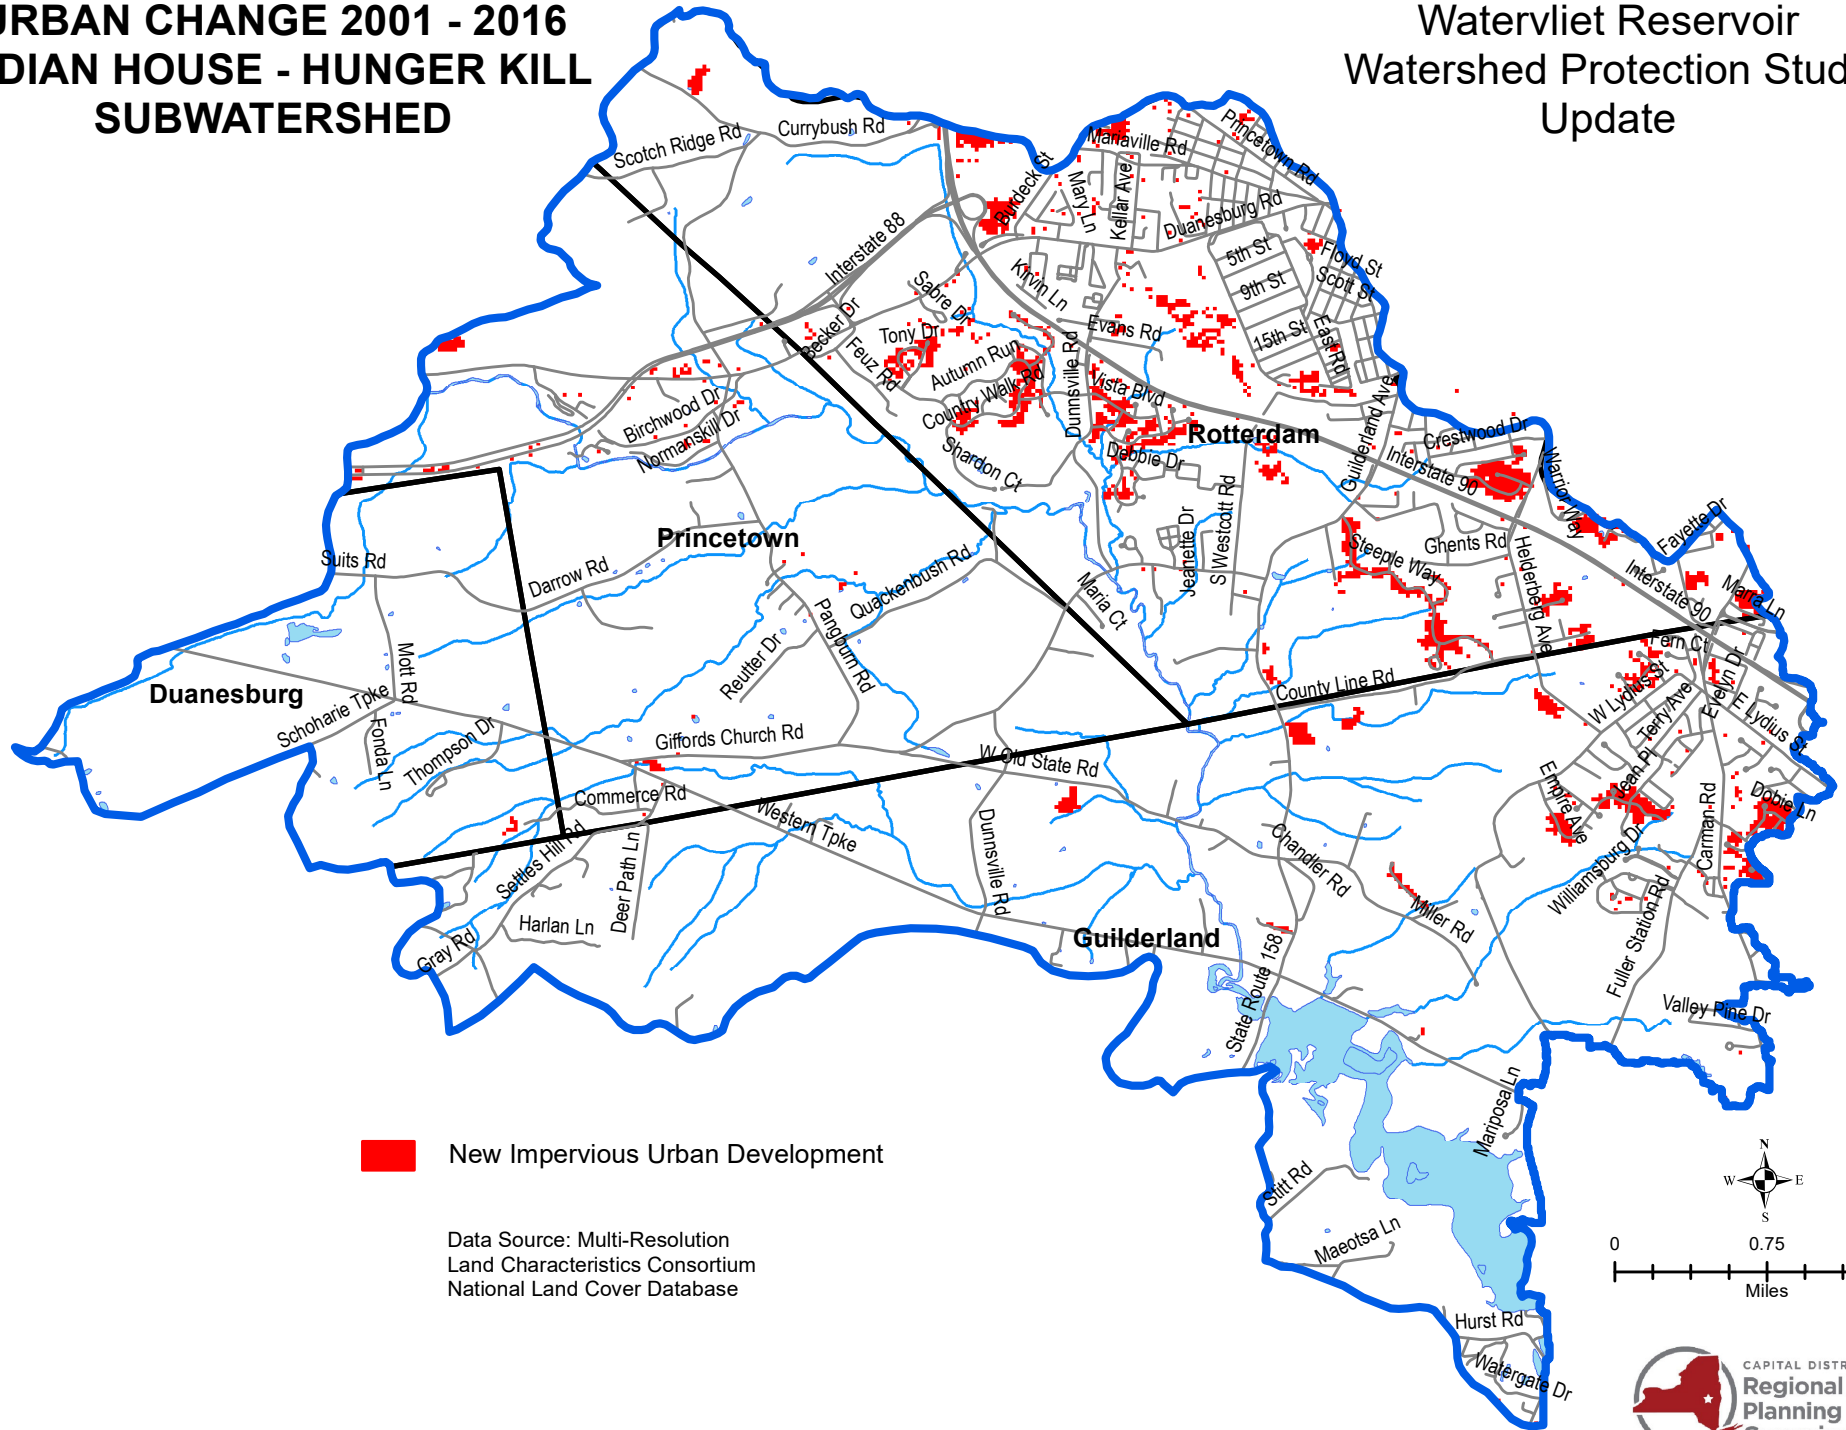 URBAN CHANGE 2001 - 2016
DIAN HOUSE - HUNGER KILL
SUBWATERSHED
Watervliet Reservoir
Watershed Protection Stud
Update
Scotch Ridge Rd
Currybush Rd
Mariaville Rd
Princetown Rd
Burdeck St
Mary Ln
Kellar Ave
Duanesburg Rd
Interstate 88
5th St
Floyd St
Scott St
9th St
Kirvin Ln
Sabre Dr
Becker Dr
Tony Dr
Evans Rd
15th St
East Rd
Feuz Rd
Autumn Run
Country Walk Rd
Dunnsville Rd
Vista Blvd
Birchwood Dr
Normanskill Dr
Rotterdam
Guilderland Ave
Crestwood Dr
Shardon Ct
Debbie Dr
Interstate 90
Warrior Way
S Westcott Rd
Jeanette Dr
Princetown
Fayette Dr
Suits Rd
Darrow Rd
Quackenbush Rd
Steeple Way
Ghents Rd
Helderberg Ave
Interstate 90
Marra Ln
Maria Ct
Pangburn Rd
Reutter Dr
Fern Ct
Mott Rd
Duanesburg
County Line Rd
W Lydius St
Evelyn Dr
Terry Ave
E Lydius St
Schoharie Tpke
Fonda Ln
Thompson Dr
Giffords Church Rd
W Old State Rd
Jean Pl
Empire Ave
Commerce Rd
Western Tpke
Carman Rd
Dobie Ln
Settles Hill Rd
Deer Path Ln
Dunnsville Rd
Chandler Rd
Williamsburg Dr
Miller Rd
Harlan Ln
Gray Rd
Guilderland
Fuller Station Rd
State Route 158
Valley Pine Dr
Mariposa Ln
New Impervious Urban Development
N
W
E
S
Stitt Rd
Maeotsa Ln
Data Source: Multi-Resolution
Land Characteristics Consortium
National Land Cover Database
0
0.75
Miles
Hurst Rd
Watergate Dr
CAPITAL DISTR
Regional
Planning